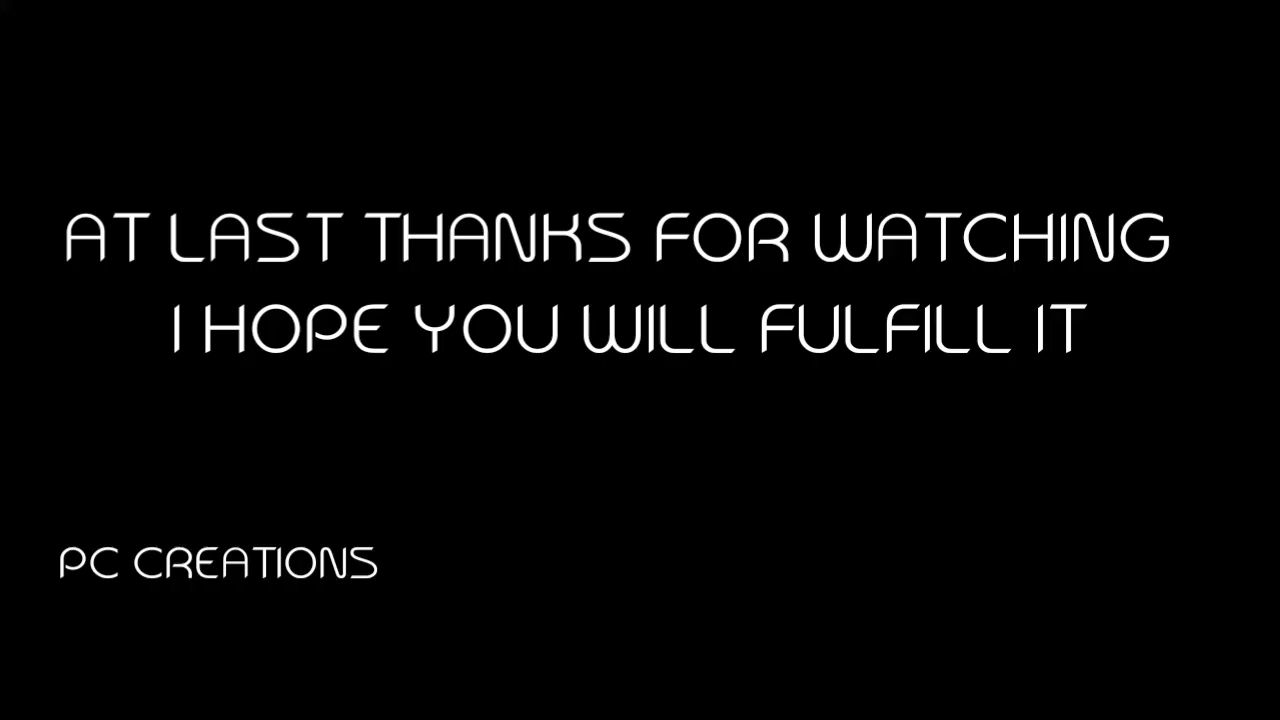 AT LAST THANKS FOR WATCHING
I HOPE YOU WILL FULFILL IT
PC CREATIONS